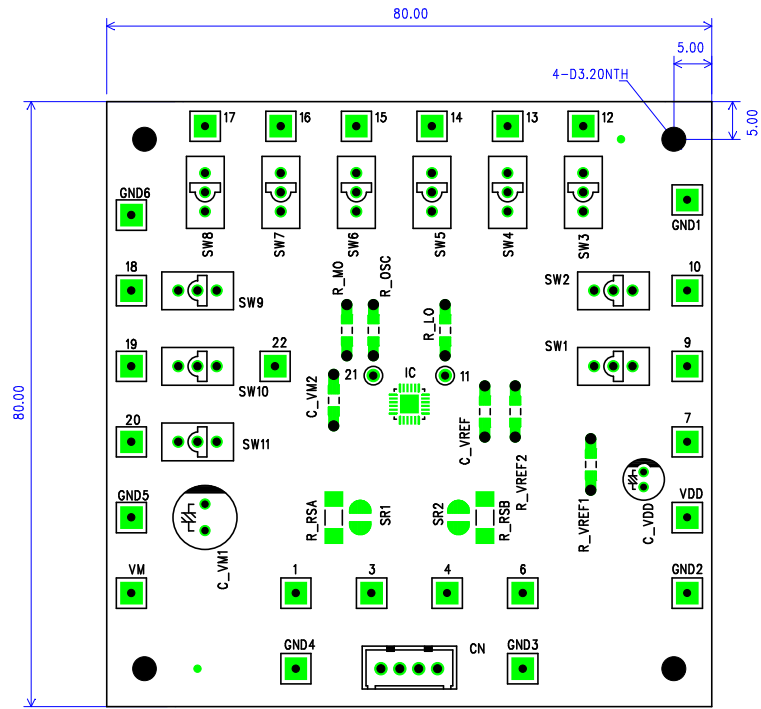 80.00
5.00
4-D3.20NTH
5.00
17
16
15
14
13
12
GND6
GND1
SW8
SW7
SW6
SW5
SW4
SW3
18
R_MO
R_OSC
SW2
10
SW9
R_LO
19
22
SW1
9
21
IC
11
SW10
C_VM2
80.00
20
7
SW11
C_VREF
R_VREF2
GND5
VDD
R_RSA
SR1
SR2
R_RSB
R_VREF1
C_VDD
C_VM1
VM
1
3
4
6
GND2
GND4
GND3
CN